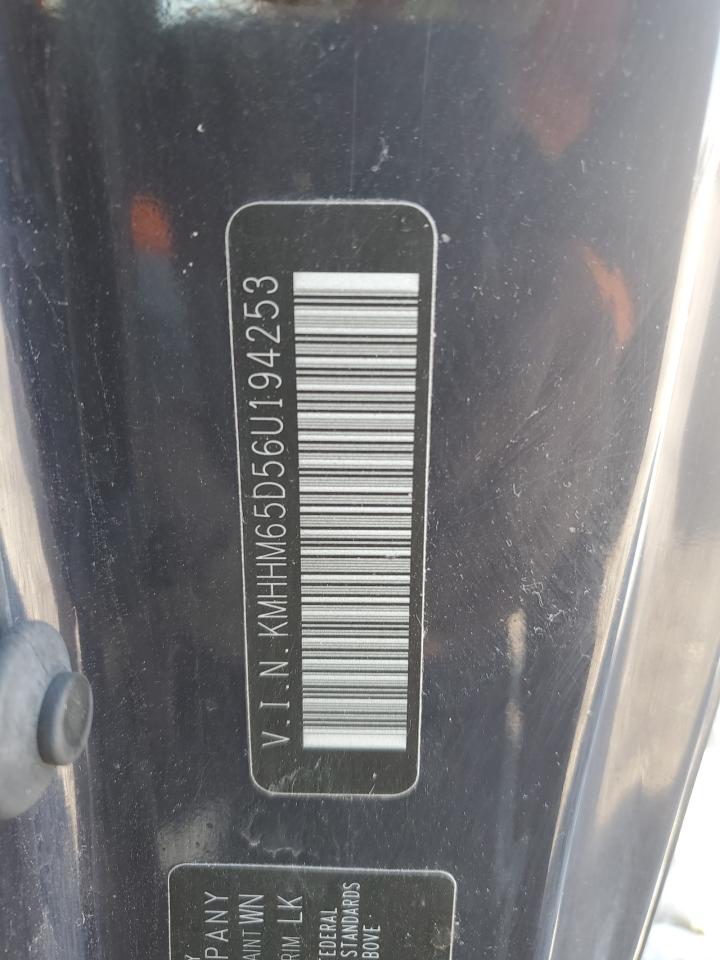 V.I.N.KMHHM65D56U194253
PANY
AINT WN
RIM LK
FEDERAL
STANDARDS
BOVE